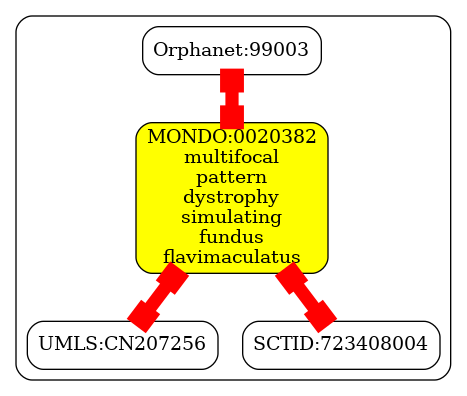 Orphanet:99003
MONDO:0020382
multifocal
pattern
dystrophy
simulating
fundus
flavimaculatus
UMLS:CN207256
SCTID:723408004